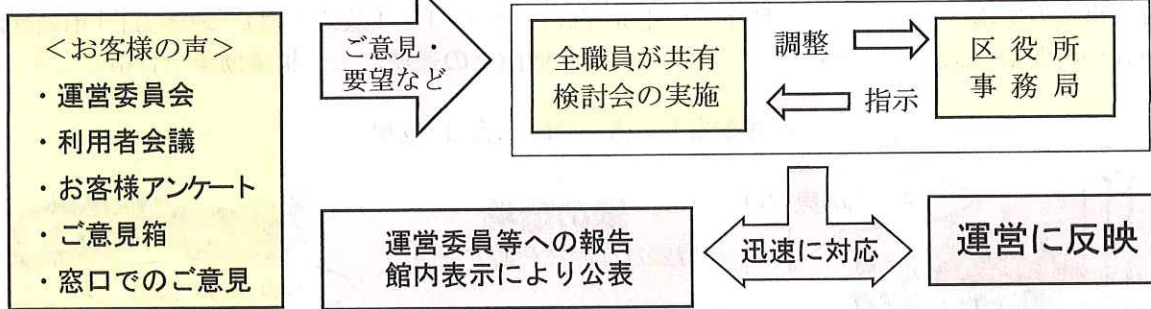 ＜お客様の声＞
・運営委員会
・利用者会議
・お客様アンケート
・ご意見箱
・窓口でのご意見
ご意見・
要望など
全職員が共有
検討会の実施
調整
指示
区役所
事務局
運営委員等への報告
館内表示により公表
迅速に対応
運営に反映